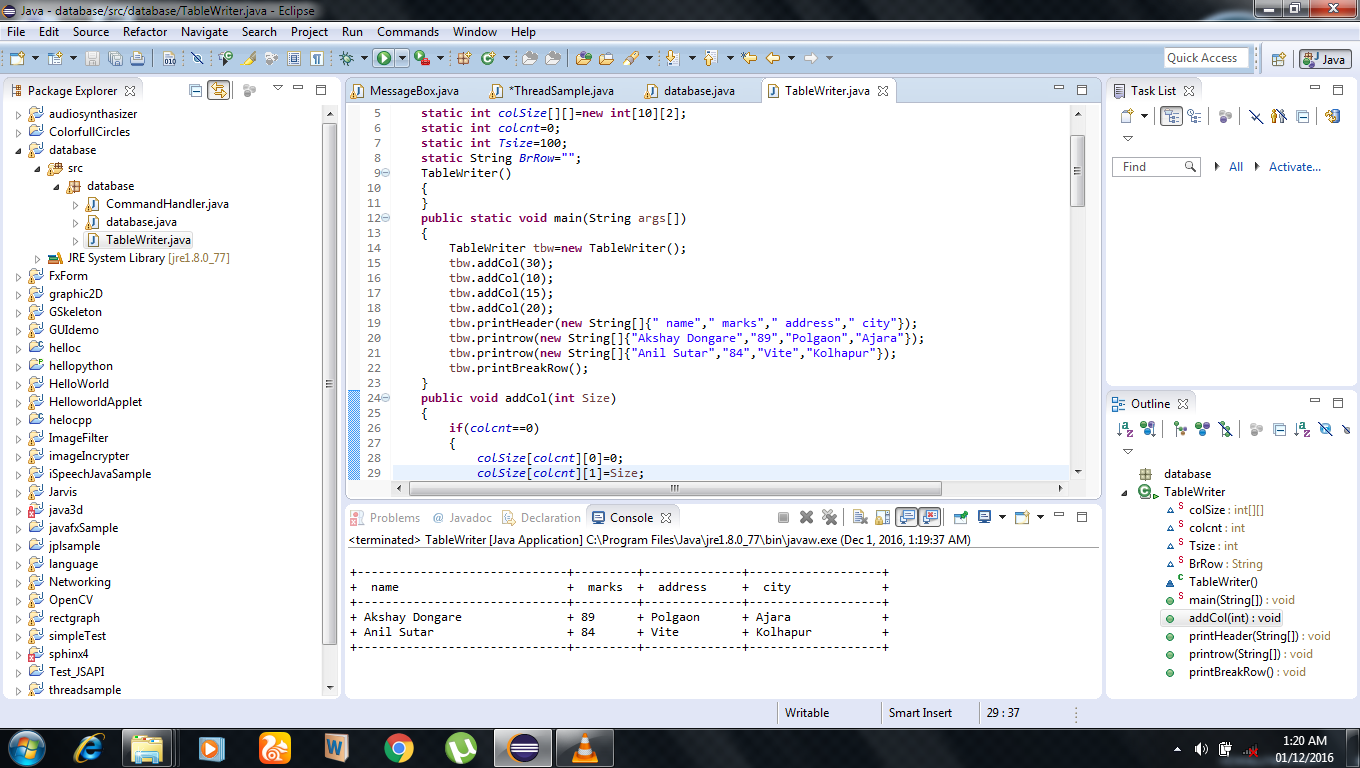 Java - database/src/database/TableWriter.java - Eclipse
File Edit Source Refactor Navigate Search Project Run Commands Window Help
Quick Access
Java
Package Explorer
audiosynthasizer
ColorfullCircles
database
src
database
CommandHandler.java
database.java
TableWriter.java
JRE System Library [jre1.8.0_77]
FxForm
graphic2D
GSkeleton
GUIdemo
helloc
hellopython
HelloWorld
HelloworldApplet
helocpp
ImageFilter
imageIncrypter
iSpeechJavaSample
Jarvis
java3d
javafxSample
jplsample
language
Networking
OpenCV
rectgraph
simpleTest
sphinx4
Test_JSAPI
threadsample
MessageBox.java *ThreadSample.java database.java TableWriter.java
5 static int colSize[][]=new int[10][2];
6 static int colcnt=0;
7 static int Tsize=100;
8 static String BrRow="";
9 TableWriter()
10 {
11 }
12 public static void main(String args[])
13 {
14 TableWriter tbw=new TableWriter();
15 tbw.addCol(30);
16 tbw.addCol(10);
17 tbw.addCol(15);
18 tbw.addCol(20);
19 tbw.printHeader(new String[]{" name"," marks"," address"," city"});
20 tbw.printrow(new String[]{"Akshay Dongare","89","Polgaon","Ajara"});
21 tbw.printrow(new String[]{"Anil Sutar","84","Vite","Kolhapur"});
22 tbw.printBreakRow();
23 }
24 public void addCol(int Size)
25 {
26 if(colcnt==0)
27 {
28 colSize[colcnt][0]=0;
29 colSize[colcnt][1]=Size;
Problems @ Javadoc Declaration Console
<terminated> TableWriter [Java Application] C:\Program Files\Java\jre1.8.0_77\bin\javaw.exe (Dec 1, 2016, 1:19:37 AM)
+------------------------------+---------+--------------+-------------------+
+ name + marks + address + city +
+------------------------------+---------+--------------+-------------------+
+ Akshay Dongare + 89 + Polgaon + Ajara +
+ Anil Sutar + 84 + Vite + Kolhapur +
+------------------------------+---------+--------------+-------------------+
Task List
Find All Activate...
Outline
database
TableWriter
colSize : int[][]
colcnt : int
Tsize : int
BrRow : String
TableWriter()
main(String[]) : void
addCol(int) : void
printHeader(String[]) : void
printrow(String[]) : void
printBreakRow() : void
Writable Smart Insert 29 : 37
1:20 AM
01/12/2016